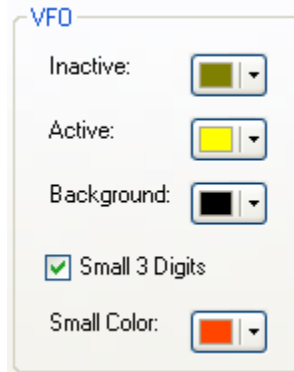 VFO
Inactive:
Active:
Background:
Small 3 Digits
Small Color: